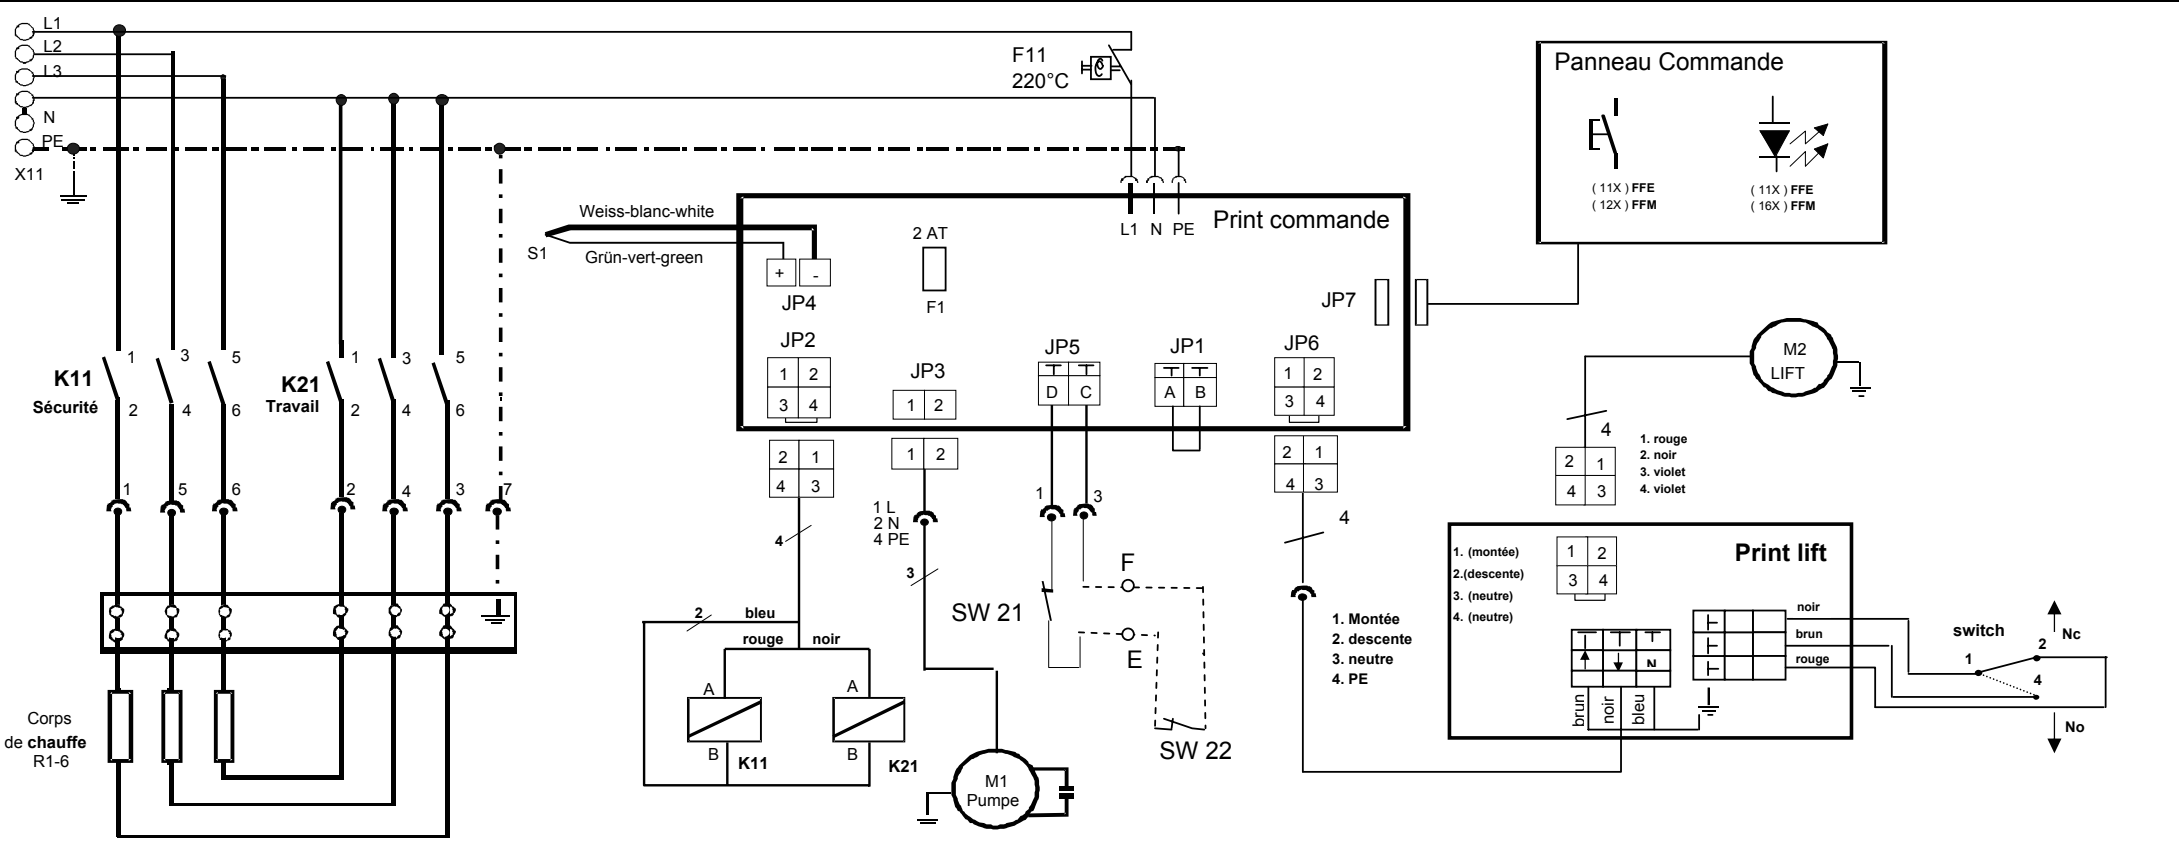 L1
L2
L3
N
PE
X11
F11
220°C
Panneau Commande
( 11X ) FFE
( 12X ) FFM
( 11X ) FFE
( 16X ) FFM
Print commande
L1 N PE
Weiss-blanc-white
S1
Grün-vert-green
+ -
JP4
2 AT
F1
JP7
JP2
1 2
3 4
JP3
1 2
JP5
D C
JP1
A B
JP6
1 2
3 4
K11
Sécurité
1 3 5
2 4 6
K21
Travail
1 3 5
2 4 6
1 5 6 2 4 3 7
2 1
4 3
1 2
2 1
4 3
M2
LIFT
4
2 1
4 3
1. rouge
2. noir
3. violet
4. violet
1 L
2 N
4 PE
4
3
1 3
4
SW 21
F
E
SW 22
1. Montée
2. descente
3. neutre
4. PE
2 bleu
rouge noir
A
B
K11
A
B
K21
M1
Pumpe
Corps
de chauffe
R1-6
Print lift
1. (montée)
2.(descente)
3. (neutre)
4. (neutre)
1 2
3 4
N
brun
noir
bleu
noir
brun
rouge
switch
1
2
4
Nc
No